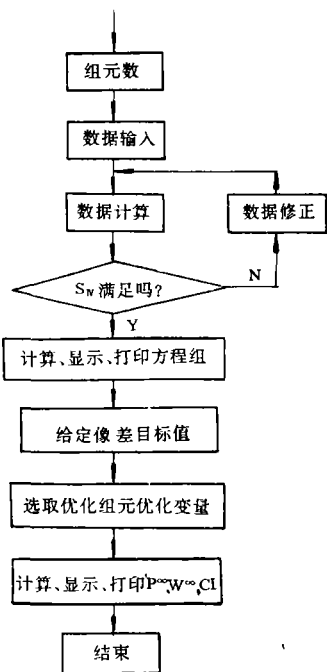 组元数
数据输入
数据计算
数据修正
S_Ⅳ满足吗?
N
Y
计算、显示、打印方程组
给定像差目标值
选取优化组元优化变量
计算、显示、打印P^∞、W^∞、CI
结束